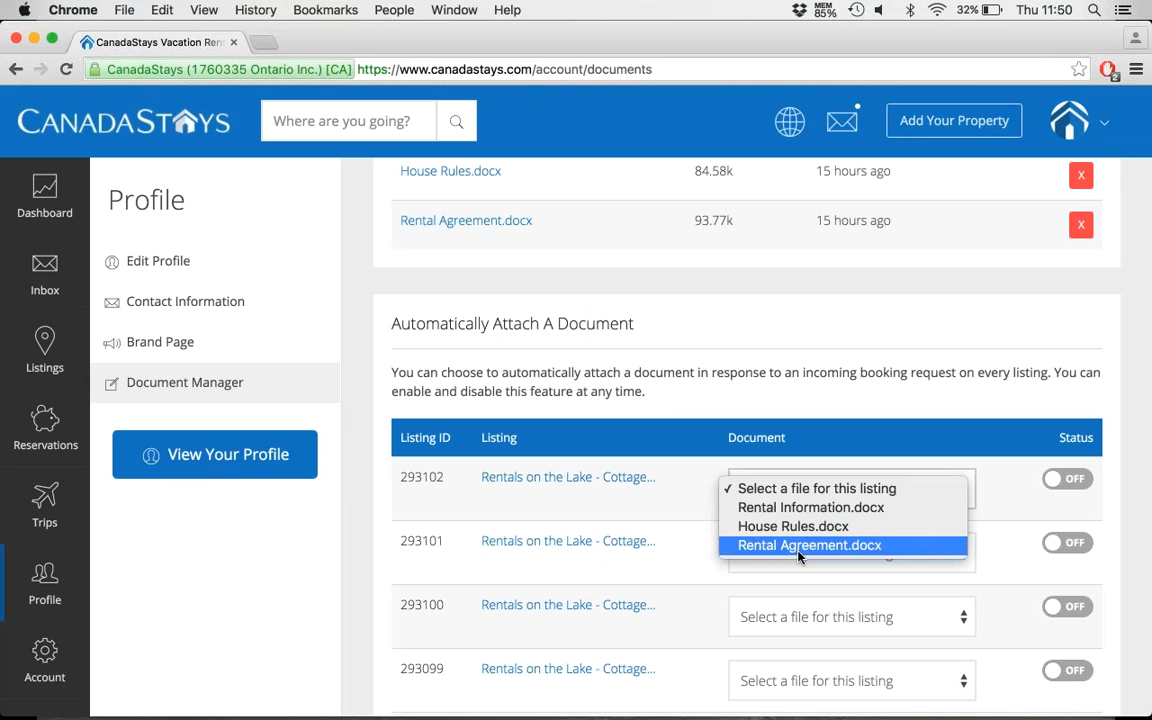 Chrome File Edit View History Bookmarks People Window Help MEM 85% 32% Thu 11:50
CanadaStays Vacation Ren
CanadaStays (1760335 Ontario Inc.) [CA] https://www.canadastays.com/account/documents 2
CANADASTAYS Where are you going? Add Your Property
Dashboard
Inbox
Listings
Reservations
Trips
Profile
Account
Profile
Edit Profile
Contact Information
Brand Page
Document Manager
View Your Profile
House Rules.docx 84.58k 15 hours ago X
Rental Agreement.docx 93.77k 15 hours ago X
Automatically Attach A Document
You can choose to automatically attach a document in response to an incoming booking request on every listing. You can
enable and disable this feature at any time.
Listing ID Listing Document Status
293102 Rentals on the Lake - Cottage... OFF
✓ Select a file for this listing
Rental Information.docx
House Rules.docx
Rental Agreement.docx
293101 Rentals on the Lake - Cottage... OFF
293100 Rentals on the Lake - Cottage... Select a file for this listing OFF
293099 Rentals on the Lake - Cottage... Select a file for this listing OFF